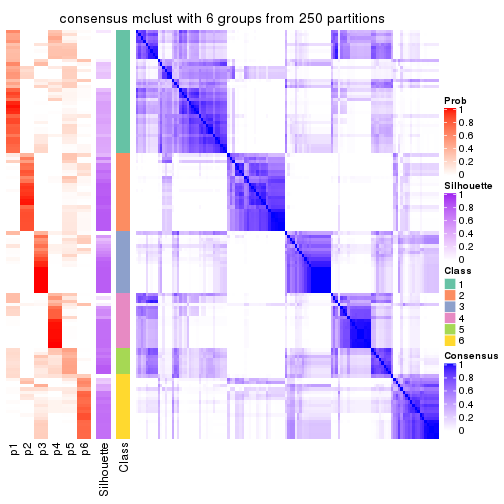 consensus mclust with 6 groups from 250 partitions
Prob
1
0.8
0.6
0.4
0.2
0
Silhouette
1
0.8
0.6
0.4
0.2
0
Class
1
2
3
4
5
6
Consensus
1
0.8
0.6
0.4
0.2
0
p1
p2
p3
p4
p5
p6
Silhouette
Class